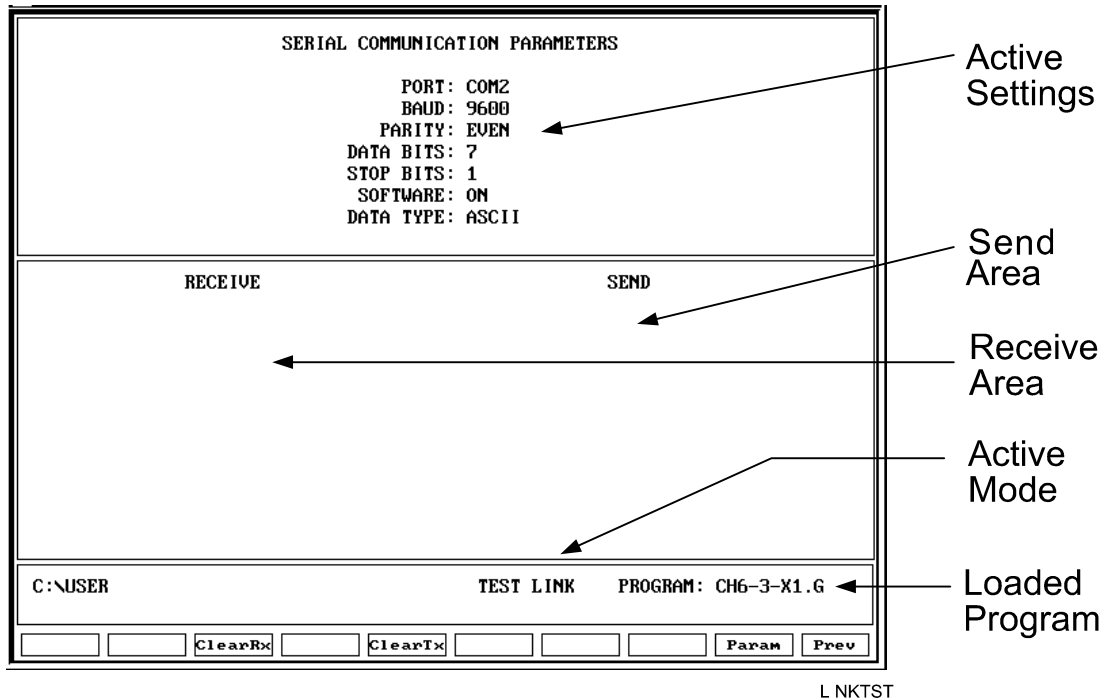 SERIAL COMMUNICATION PARAMETERS
PORT: COM2
BAUD: 9600
PARITY: EVEN
DATA BITS: 7
STOP BITS: 1
SOFTWARE: ON
DATA TYPE: ASCII
Active
Settings
RECEIVE SEND
Send
Area
Receive
Area
Active
Mode
C:\USER TEST LINK PROGRAM: CH6-3-X1.G
Loaded
Program
ClearRx ClearTx Param Prev
L NKTST